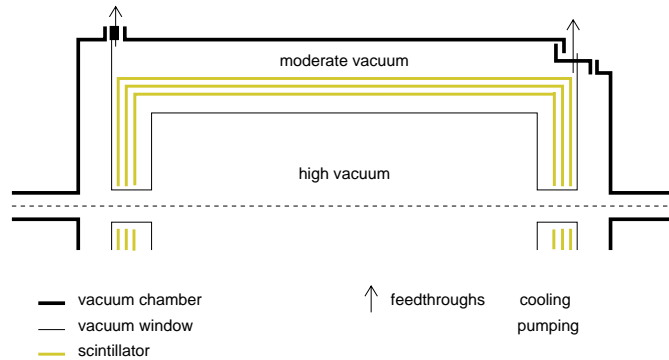 moderate vacuum
high vacuum
vacuum chamber
feedthroughs cooling
vacuum window
pumping
scintillator